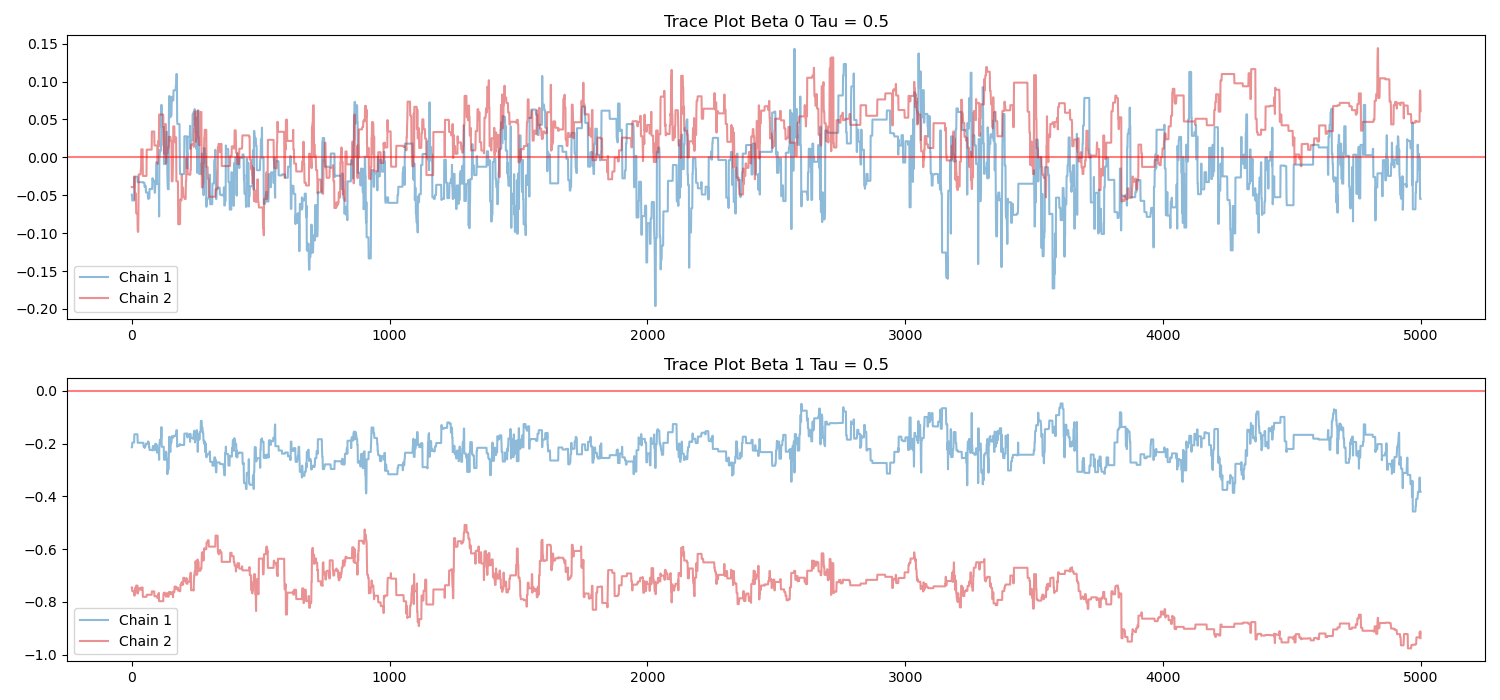 Trace Plot Beta 0 Tau = 0.5
0.15
0.10
0.05
0.00
−0.05
−0.10
−0.15
−0.20
Chain 1
Chain 2
0 1000 2000 3000 4000 5000
Trace Plot Beta 1 Tau = 0.5
0.0
−0.2
−0.4
−0.6
−0.8
−1.0
Chain 1
Chain 2
0 1000 2000 3000 4000 5000